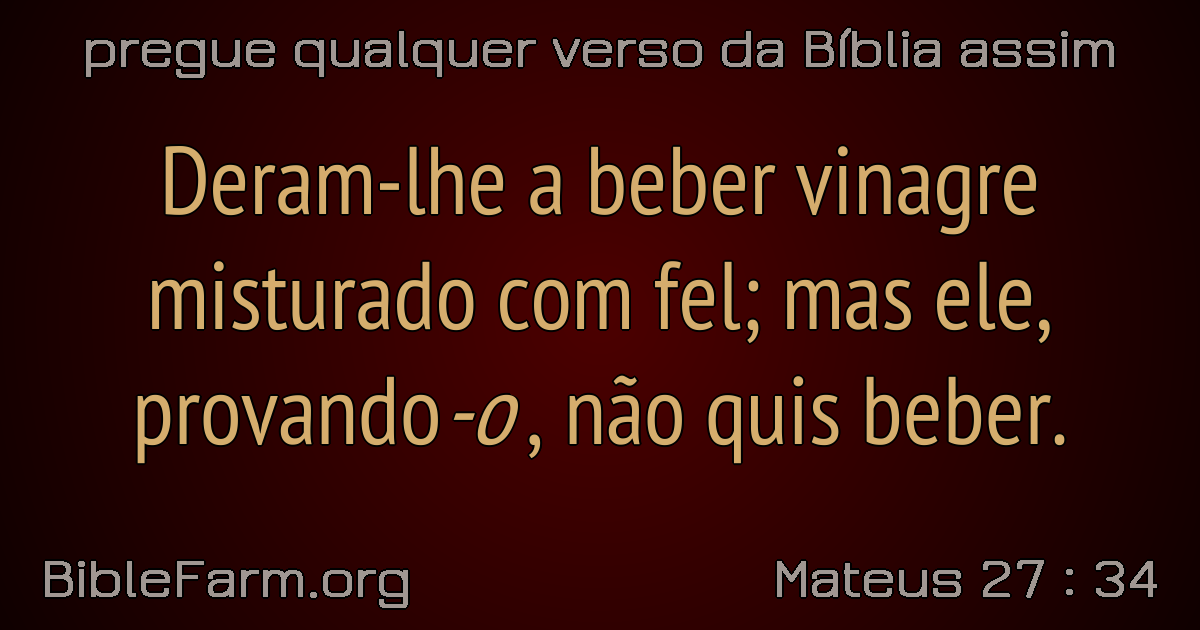 pregue qualquer verso da Bíblia assim
Deram-lhe a beber vinagre
misturado com fel; mas ele,
provando-o, não quis beber.
BibleFarm.org
Mateus 27 : 34